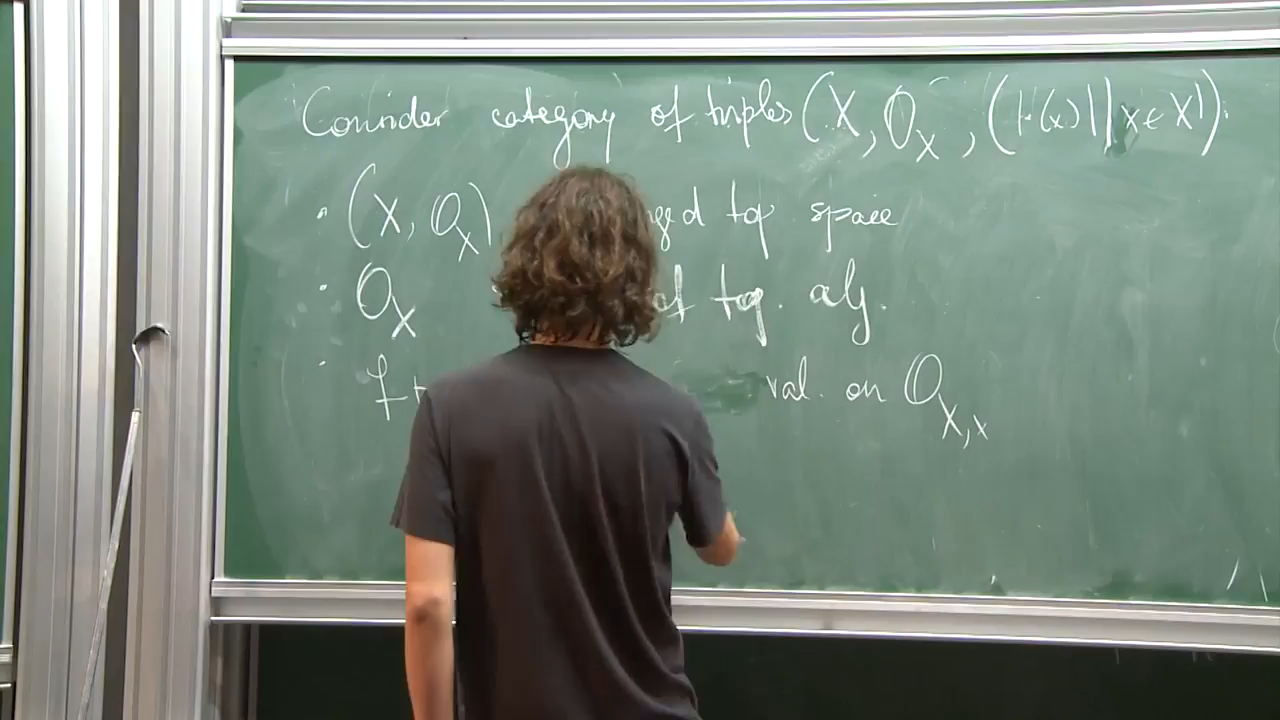 Consider category of triples (X, O_X, (|·(x)| | x ∈ X)).
· (X, O_X) ged top space
· O_X of top. alg.
· val. on O_{X,x}